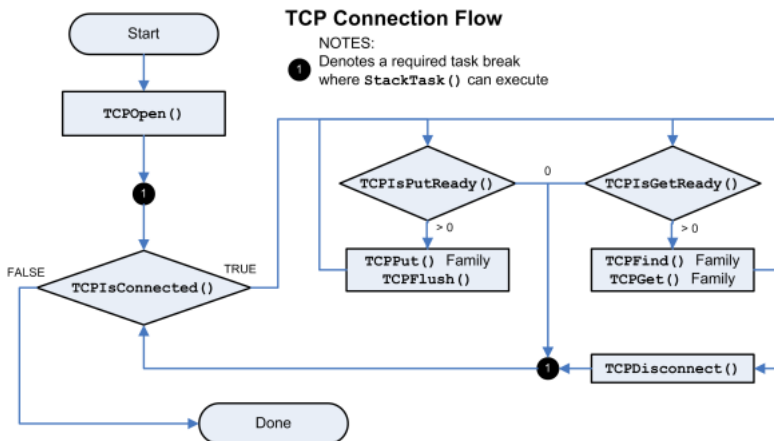 TCP Connection Flow
Start
NOTES:
1 Denotes a required task break
where StackTask() can execute
TCPOpen()
1
TCPIsPutReady()
0
TCPIsGetReady()
> 0
> 0
FALSE
TRUE
TCPIsConnected()
TCPPut() Family
TCPFlush()
TCPFind() Family
TCPGet() Family
1
TCPDisconnect()
Done